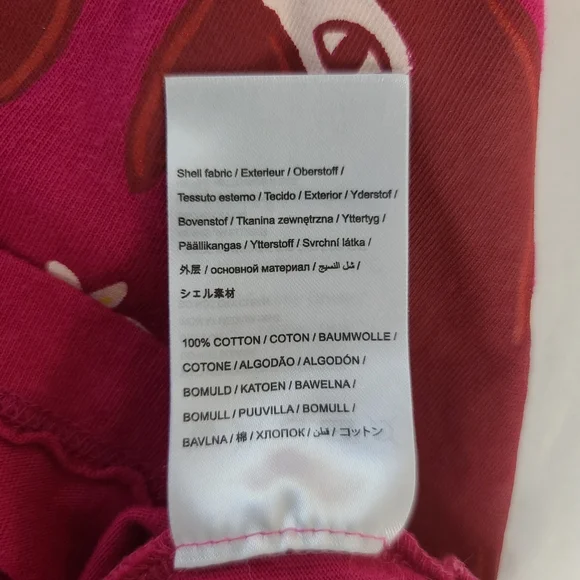 Shell fabric / Exterieur / Oberstoff /
Tessuto esterno / Tecido / Exterior / Yderstof /
Bovenstof / Tkanina zewnętrzna / Yttertyg /
Päällikangas / Ytterstoff / Svrchní látka /
外层 / основной материал / شل النسيج /
シェル素材
100% COTTON / COTON / BAUMWOLLE /
COTONE / ALGODÃO / ALGODÓN /
BOMULD / KATOEN / BAWELNA /
BOMULL / PUUVILLA / BOMULL /
BAVLNA / 棉 / ХЛОПОК / قطن / コットン